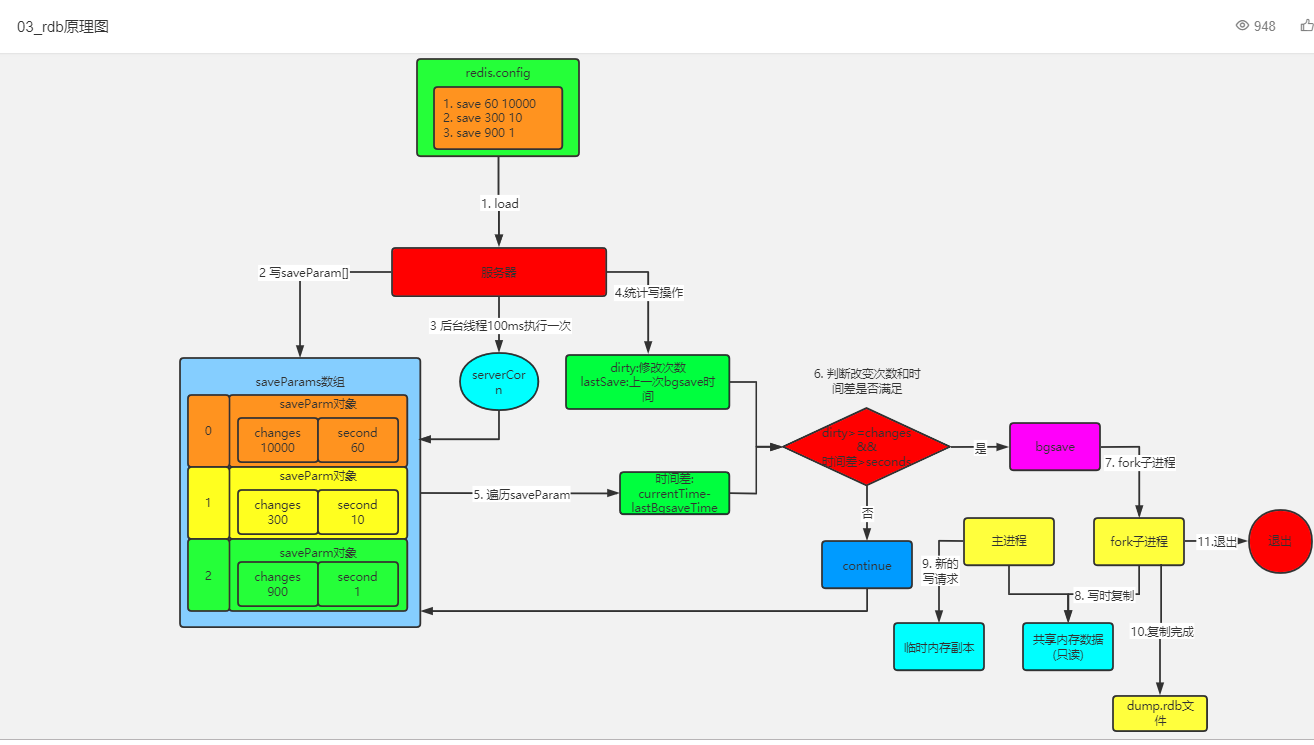 03_rdb原理图
948
redis.config
1. save 60 10000
2. save 300 10
3. save 900 1
1. load
服务器
2 写saveParam[]
4.统计写操作
3 后台线程100ms执行一次
saveParams数组
serverCor
n
dirty:修改次数
lastSave:上一次bgsave时
间
6. 判断改变次数和时
间差是否满足
0
saveParm对象
changes
10000
second
60
1
saveParm对象
changes
300
second
10
2
saveParm对象
changes
900
second
1
5. 遍历saveParam
时间差:
currentTime-
lastBgsaveTime
dirty>=changes
&&
时间差>seconds
是
bgsave
7. fork子进程
否
continue
主进程
fork子进程
11.退出
退出
9. 新的
写请求
8. 写时复制
临时内存副本
共享内存数据
(只读)
10.复制完成
dump.rdb文
件